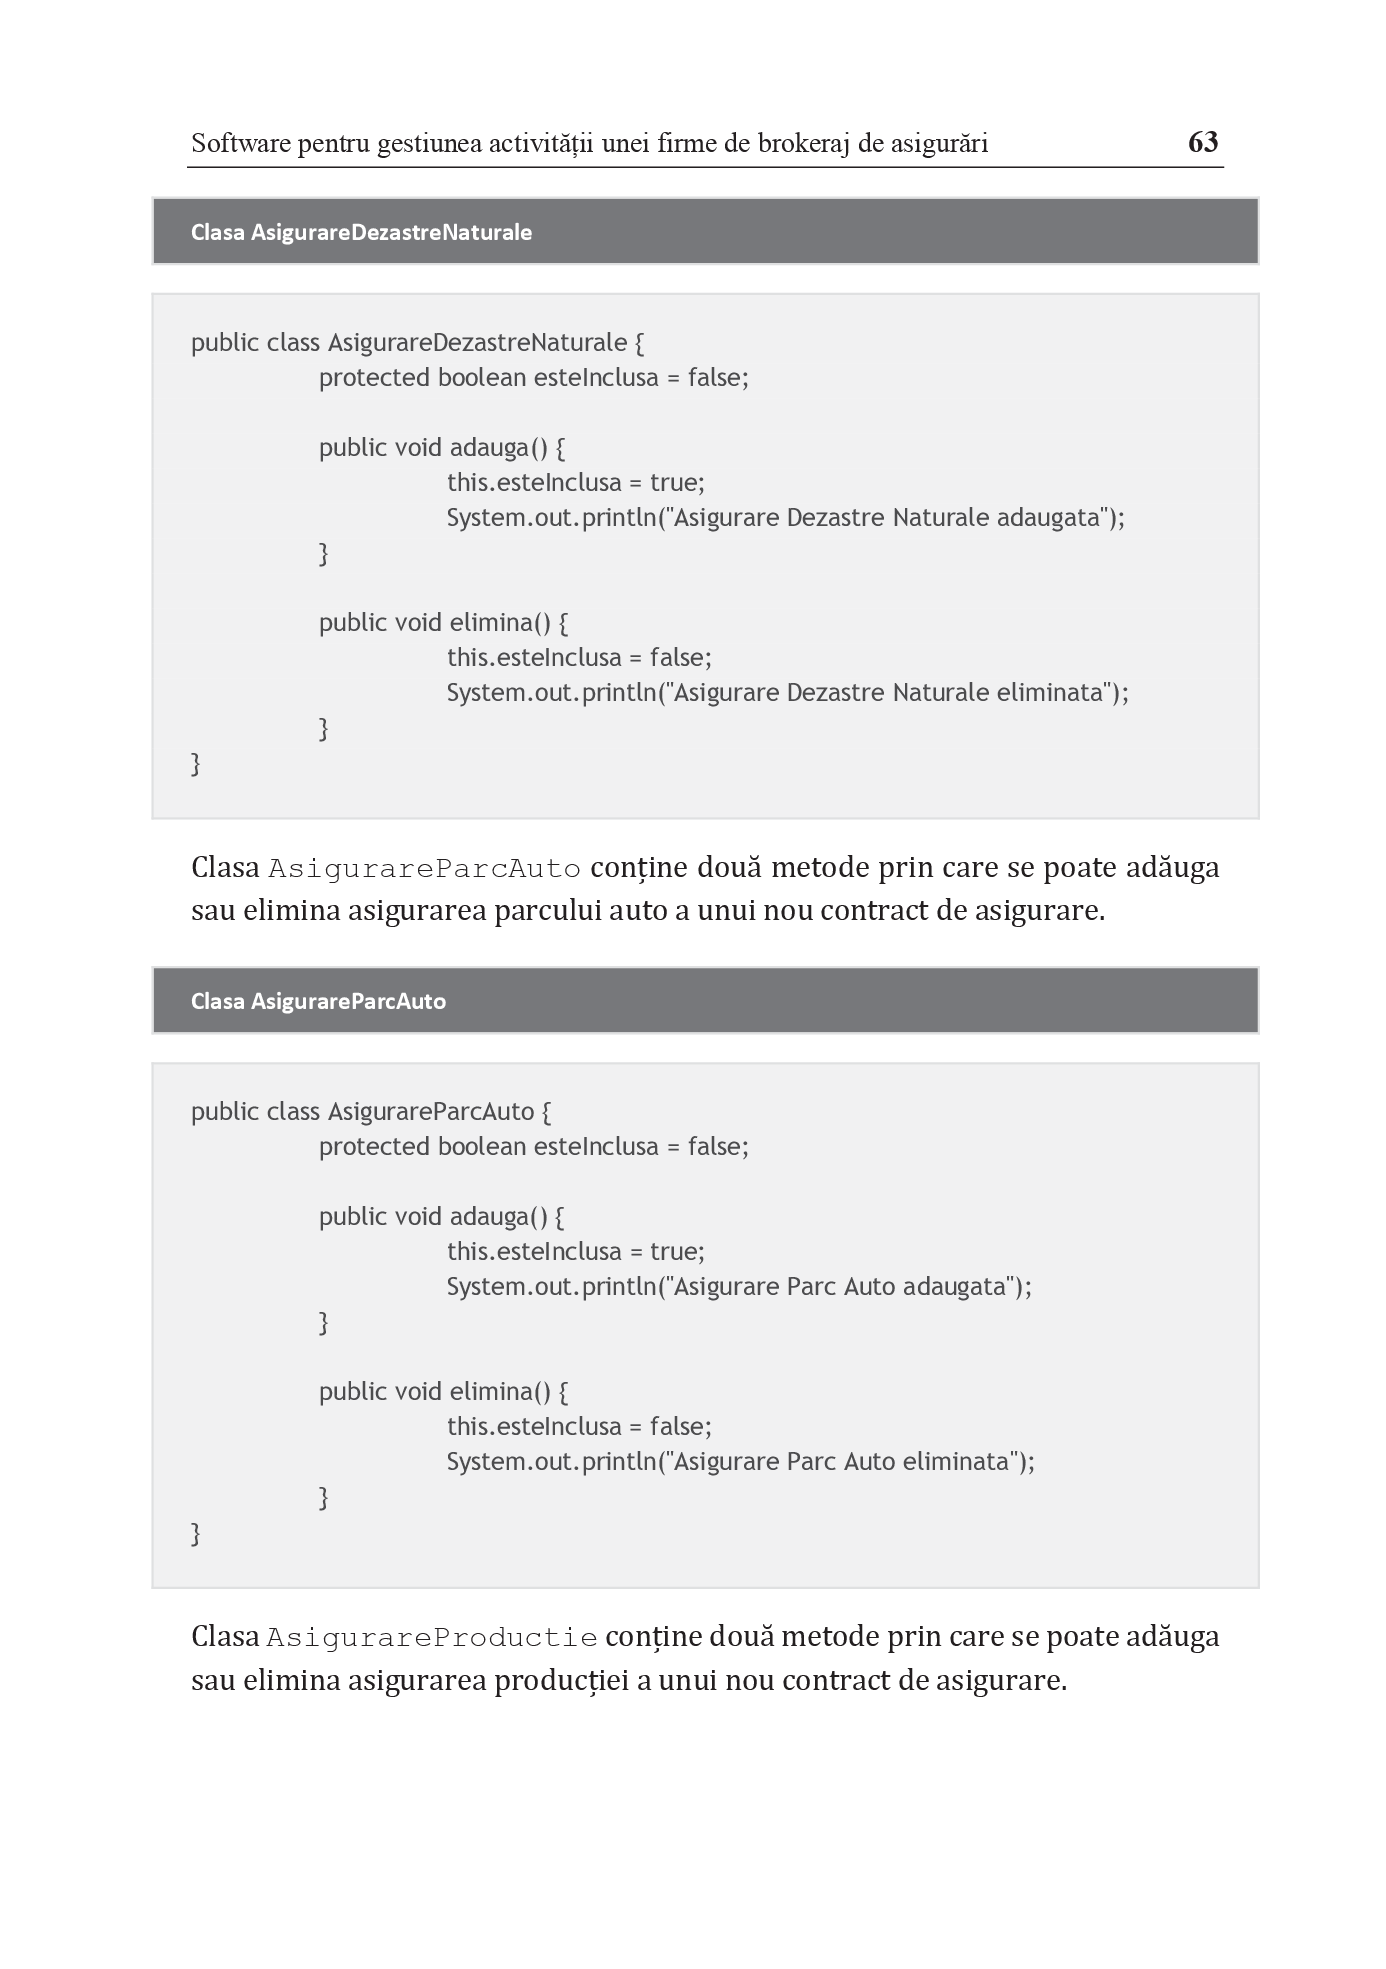 Software pentru gestiunea activității unei firme de brokeraj de asigurări 63
Clasa AsigurareDezastreNaturale
public class AsigurareDezastreNaturale {
protected boolean esteInclusa = false;
public void adauga() {
this.esteInclusa = true;
System.out.println("Asigurare Dezastre Naturale adaugata");
}
public void elimina() {
this.esteInclusa = false;
System.out.println("Asigurare Dezastre Naturale eliminata");
}
}
Clasa AsigurareParcAuto conține două metode prin care se poate adăuga
sau elimina asigurarea parcului auto a unui nou contract de asigurare.
Clasa AsigurareParcAuto
public class AsigurareParcAuto {
protected boolean esteInclusa = false;
public void adauga() {
this.esteInclusa = true;
System.out.println("Asigurare Parc Auto adaugata");
}
public void elimina() {
this.esteInclusa = false;
System.out.println("Asigurare Parc Auto eliminata");
}
}
Clasa AsigurareProductie conține două metode prin care se poate adăuga
sau elimina asigurarea producției a unui nou contract de asigurare.